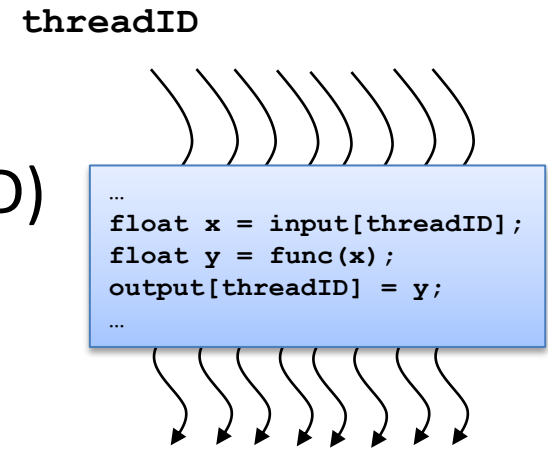 threadID
D)
…
float x = input[threadID];
float y = func(x);
output[threadID] = y;
…